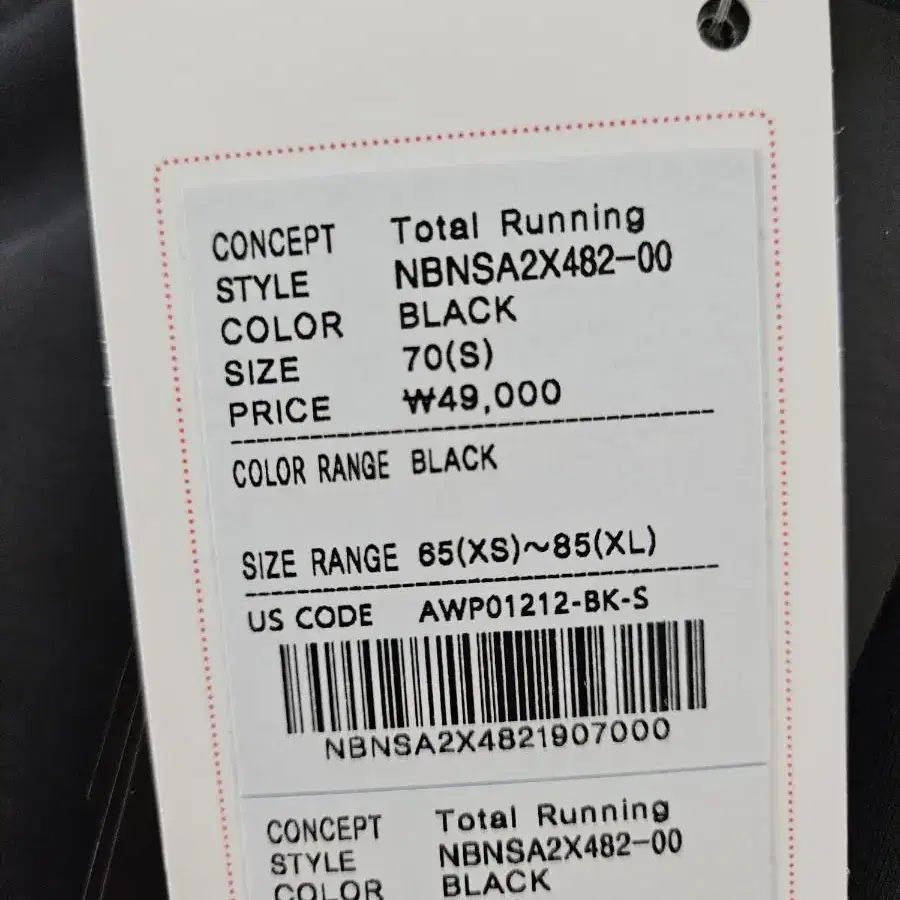 CONCEPT Total Running
STYLE NBNSA2X482-00
COLOR BLACK
SIZE 70(S)
PRICE ₩49,000
COLOR RANGE BLACK
SIZE RANGE 65(XS)~85(XL)
US CODE AWP01212-BK-S
NBNSA2X4821907000
CONCEPT Total Running
STYLE NBNSA2X482-00
COLOR BLACK